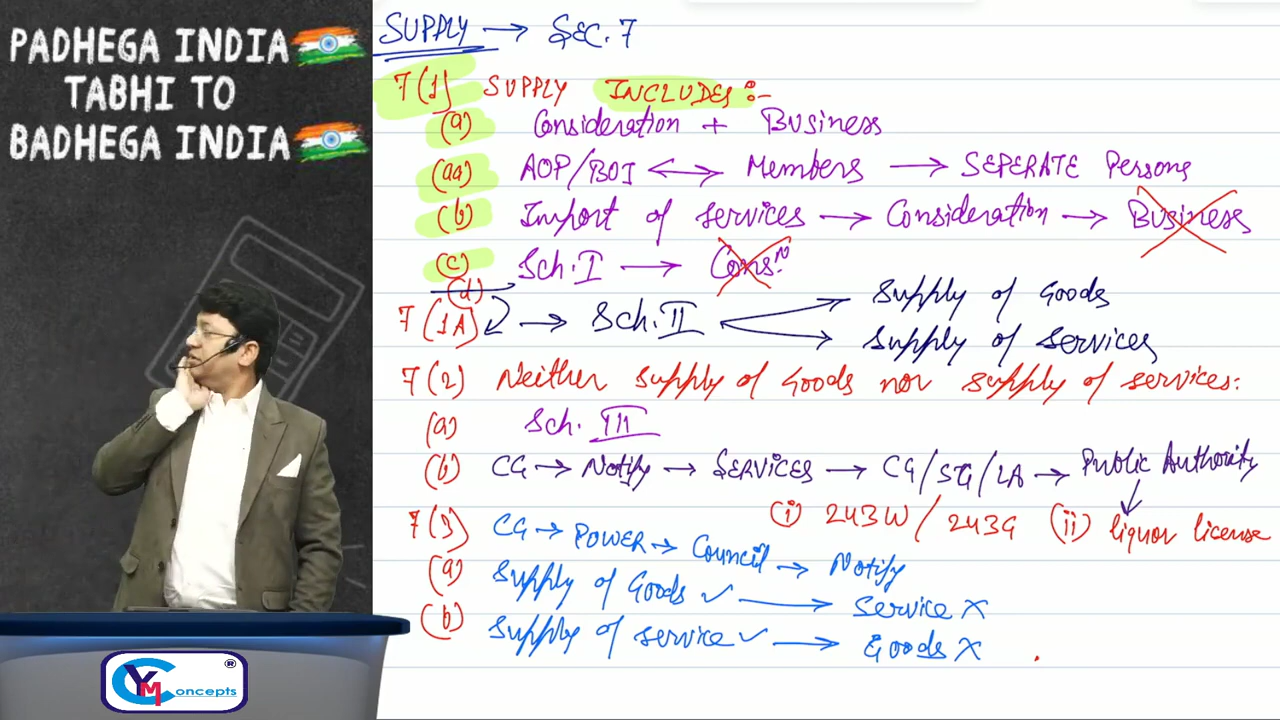 PADHEGA INDIA
TABHI TO
BADHEGA INDIA
SUPPLY → SEC. 7
7(1) SUPPLY INCLUDES :-
(a) Consideration + Business
(aa) AOP/BOI ↔ Members → SEPERATE Persons
(b) Import of services → Consideration → Business
(c) Sch. I → Cons.N
(d)
7(1A) → Sch. II
Supply of Goods
Supply of services
7(2) Neither supply of Goods nor supply of services:
(a) Sch. III
(b) CG → Notify → SERVICES → CG/SG/LA → Public Authority
(i) 243W / 243G (ii) liquor license
7(3) CG → POWER → Council → Notify
(a) Supply of Goods ✓ → Service X
(b) Supply of service ✓ → Goods X
CYM Concepts ®